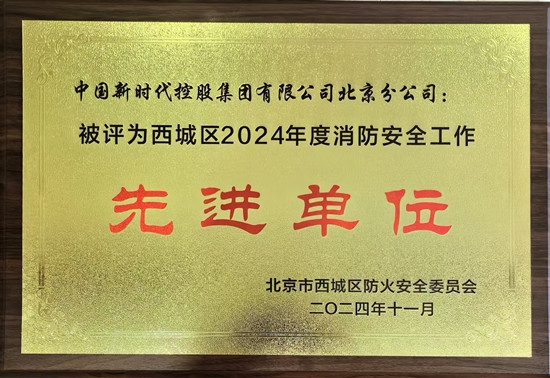 中国新时代控股集团有限公司北京分公司：
被评为西城区2024年度消防安全工作
先进单位
北京市西城区防火安全委员会
二〇二四年十一月